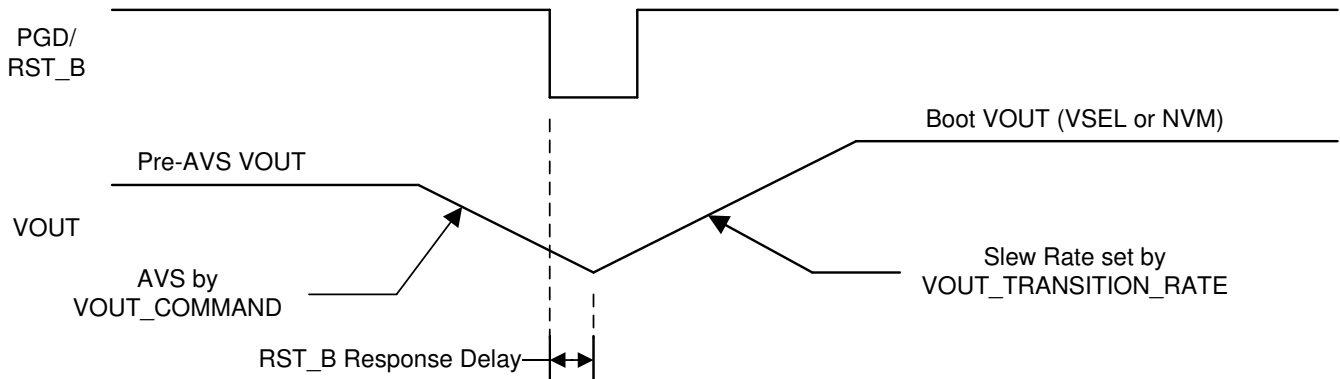 PGD/
RST_B
Boot VOUT (VSEL or NVM)
Pre-AVS VOUT
VOUT
AVS by
VOUT_COMMAND
Slew Rate set by
VOUT_TRANSITION_RATE
RST_B Response Delay